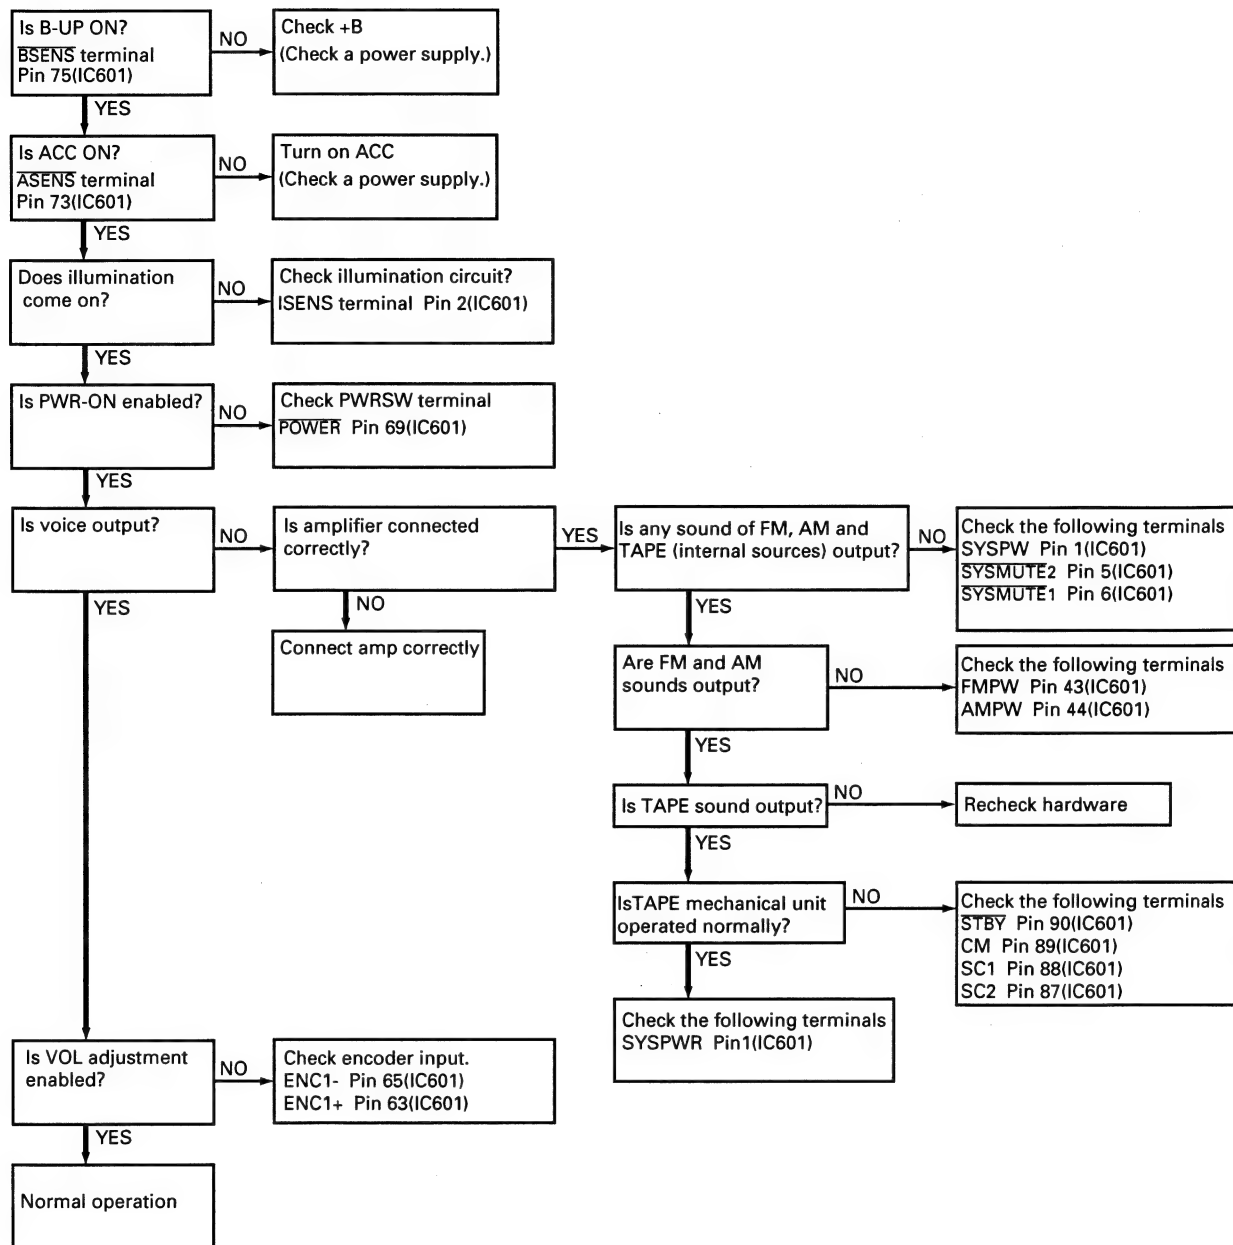 Is B-UP ON?
BSENS terminal
Pin 75(IC601)
NO
Check +B
(Check a power supply.)
YES
Is ACC ON?
ASENS terminal
Pin 73(IC601)
NO
Turn on ACC
(Check a power supply.)
YES
Does illumination
come on?
NO
Check illumination circuit?
ISENS terminal Pin 2(IC601)
YES
Is PWR-ON enabled?
NO
Check PWRSW terminal
POWER Pin 69(IC601)
YES
Is voice output?
NO
Is amplifier connected
correctly?
YES
Is any sound of FM, AM and
TAPE (internal sources) output?
NO
Check the following terminals
SYSPW Pin 1(IC601)
SYSMUTE2 Pin 5(IC601)
SYSMUTE1 Pin 6(IC601)
YES
NO
Connect amp correctly
YES
Are FM and AM
sounds output?
NO
Check the following terminals
FMPW Pin 43(IC601)
AMPW Pin 44(IC601)
YES
Is TAPE sound output?
NO
Recheck hardware
YES
IsTAPE mechanical unit
operated normally?
NO
Check the following terminals
STBY Pin 90(IC601)
CM Pin 89(IC601)
SC1 Pin 88(IC601)
SC2 Pin 87(IC601)
YES
Check the following terminals
SYSPWR Pin1(IC601)
Is VOL adjustment
enabled?
NO
Check encoder input.
ENC1- Pin 65(IC601)
ENC1+ Pin 63(IC601)
YES
Normal operation